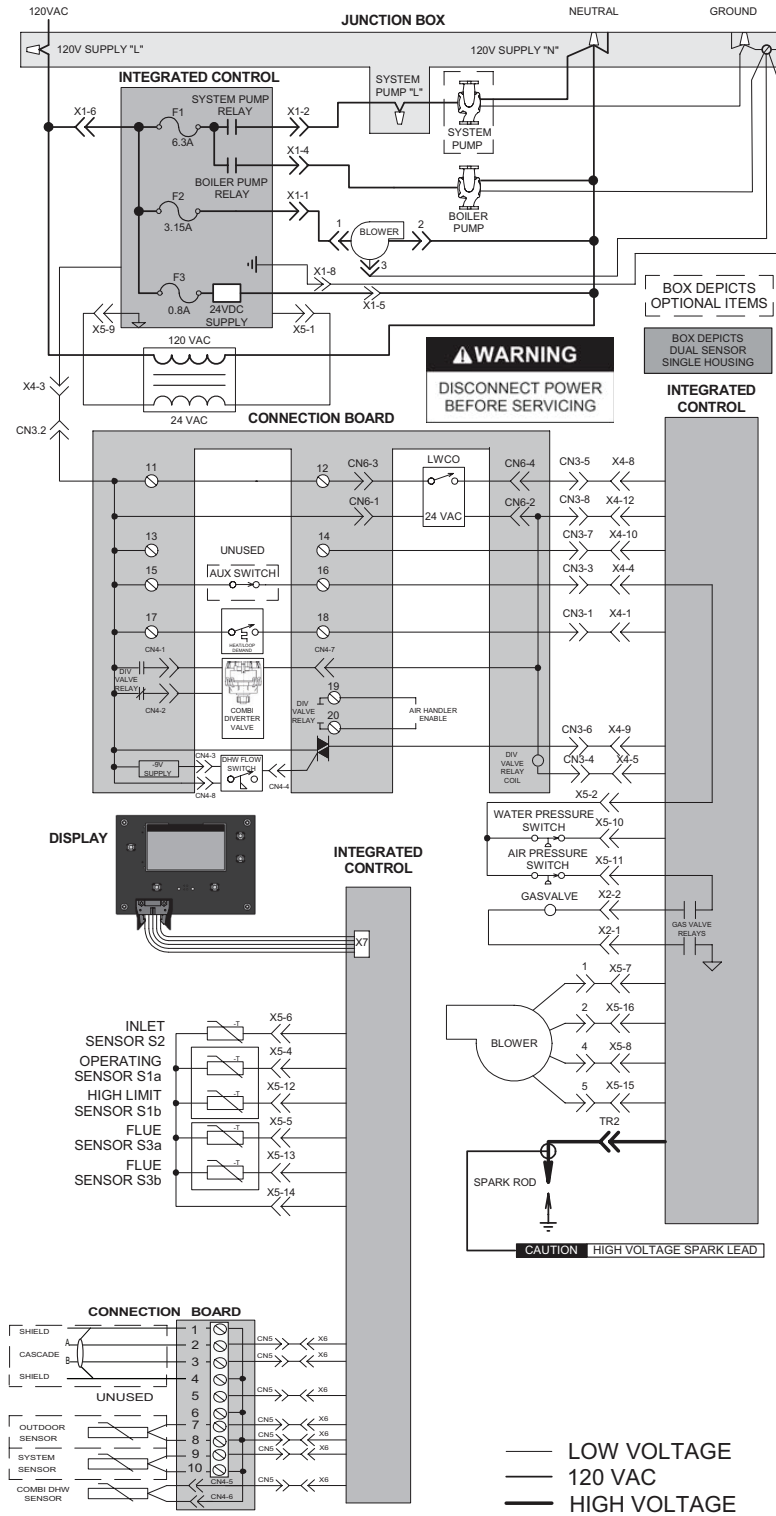 120VAC
JUNCTION BOX
NEUTRAL
GROUND
120V SUPPLY "L"
120V SUPPLY "N"
INTEGRATED CONTROL
SYSTEM
PUMP "L"
X1-6
F1
6.3A
SYSTEM PUMP
RELAY
X1-2
SYSTEM
PUMP
X1-4
BOILER PUMP
RELAY
BOILER
PUMP
F2
3.15A
X1-1
1
BLOWER
2
3
X1-8
F3
0.8A
24VDC
SUPPLY
X1-5
X5-9
X5-1
120 VAC
24 VAC
BOX DEPICTS
OPTIONAL ITEMS
BOX DEPICTS
DUAL SENSOR
SINGLE HOUSING
WARNING
DISCONNECT POWER
BEFORE SERVICING
X4-3
CN3.2
CONNECTION BOARD
INTEGRATED
CONTROL
11
12
CN6-3
LWCO
CN6-4
CN3-5
X4-8
CN6-1
24 VAC
CN6-2
CN3-8
X4-12
13
UNUSED
14
CN3-7
X4-10
15
AUX SWITCH
16
CN3-3
X4-4
17
HEAT/LOOP
DEMAND
18
CN3-1
X4-1
CN4-1
CN4-7
DIV
VALVE
RELAY
CN4-2
COMBI
DIVERTER
VALVE
DIV
VALVE
RELAY
19
20
AIR HANDLER
ENABLE
-9V
SUPPLY
CN4-3
CN4-8
DHW FLOW
SWITCH
CN4-4
DIV
VALVE
RELAY
COIL
CN3-6
X4-9
CN3-4
X4-5
X5-2
WATER PRESSURE
SWITCH
X5-10
AIR PRESSURE
SWITCH
X5-11
GASVALVE
X2-2
X2-1
GAS VALVE
RELAYS
DISPLAY
INTEGRATED
CONTROL
X7
BLOWER
1
X5-7
2
X5-16
4
X5-8
5
X5-15
TR2
SPARK ROD
CAUTION
HIGH VOLTAGE SPARK LEAD
INLET
SENSOR S2
-T
X5-6
OPERATING
SENSOR S1a
-T
X5-4
HIGH LIMIT
SENSOR S1b
-T
X5-12
FLUE
SENSOR S3a
-T
X5-5
FLUE
SENSOR S3b
-T
X5-13
X5-14
CONNECTION BOARD
SHIELD
1
A
2
CN5
X6
CASCADE
B
3
CN5
X6
SHIELD
4
UNUSED
5
CN5
X6
6
OUTDOOR
SENSOR
7
CN5
X6
8
CN5
X6
SYSTEM
SENSOR
9
CN5
X6
10
COMBI DHW
SENSOR
CN4-5
CN5
X6
CN4-6
LOW VOLTAGE
120 VAC
HIGH VOLTAGE